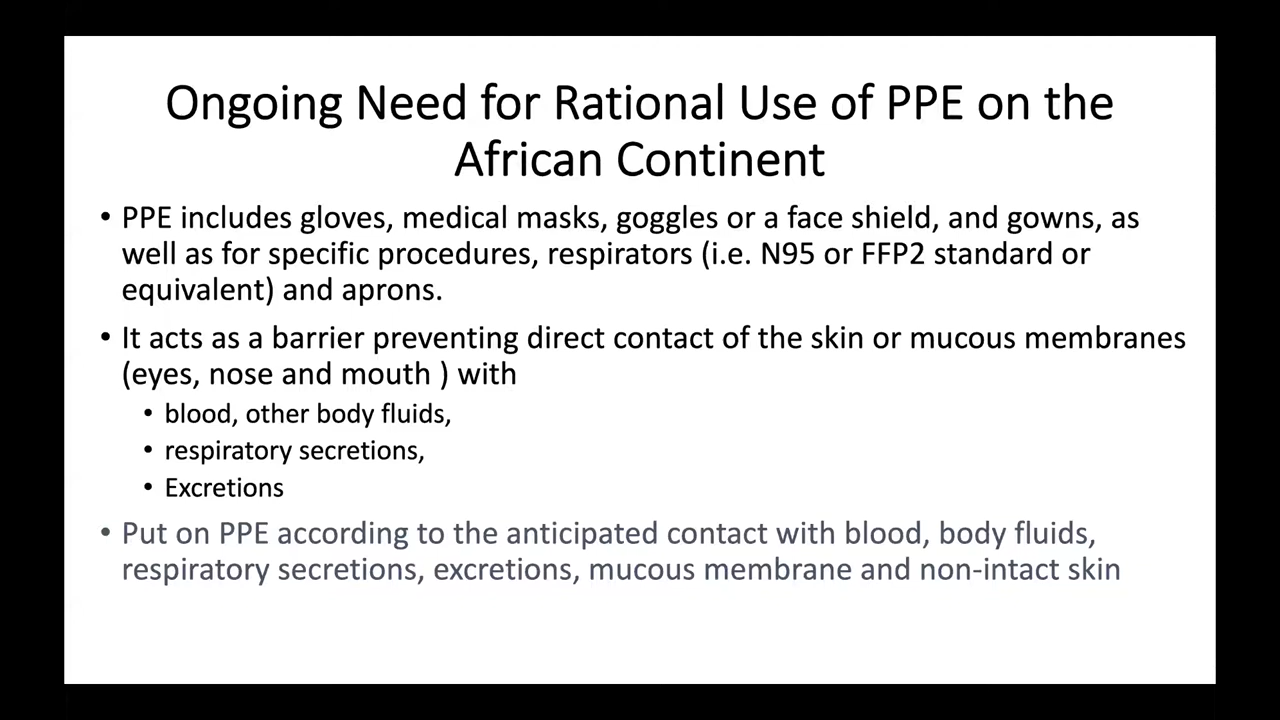 Ongoing Need for Rational Use of PPE on the
African Continent
• PPE includes gloves, medical masks, goggles or a face shield, and gowns, as
well as for specific procedures, respirators (i.e. N95 or FFP2 standard or
equivalent) and aprons.
• It acts as a barrier preventing direct contact of the skin or mucous membranes
(eyes, nose and mouth ) with
• blood, other body fluids,
• respiratory secretions,
• Excretions
• Put on PPE according to the anticipated contact with blood, body fluids,
respiratory secretions, excretions, mucous membrane and non-intact skin